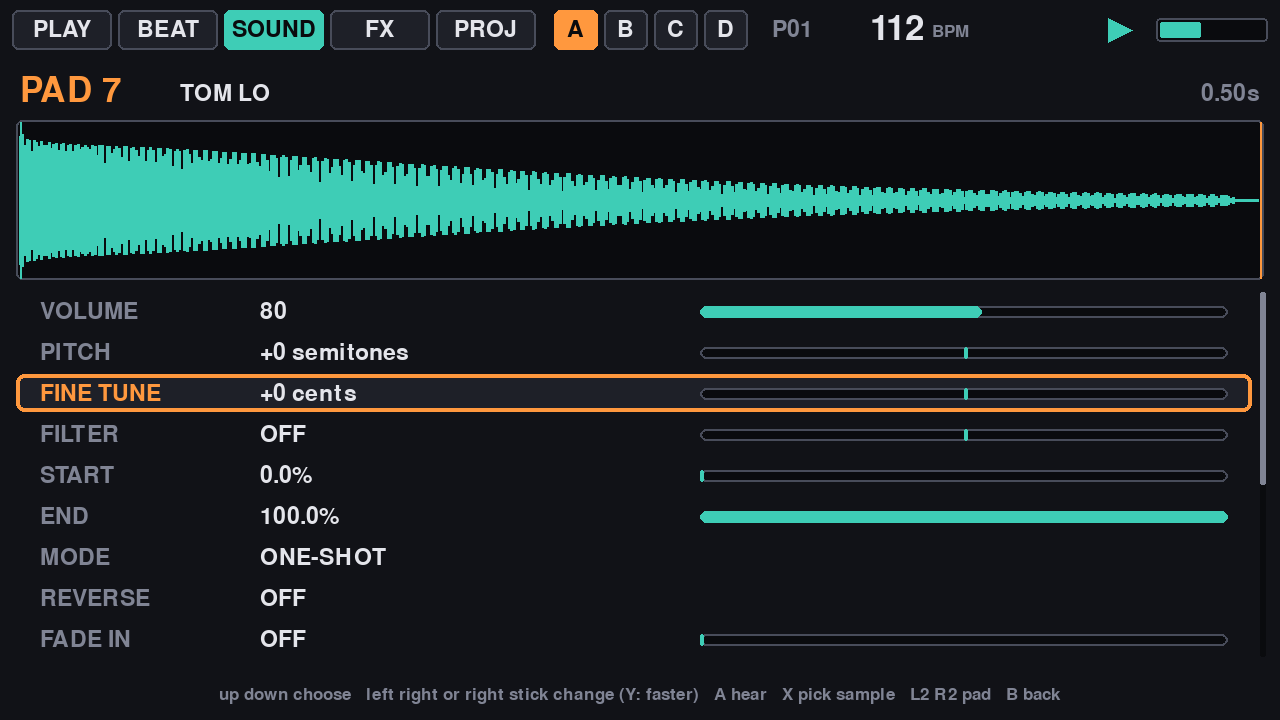 PLAY BEAT SOUND FX PROJ A B C D P01 112 BPM
PAD 7 TOM LO 0.50s
VOLUME 80
PITCH +0 semitones
FINE TUNE +0 cents
FILTER OFF
START 0.0%
END 100.0%
MODE ONE-SHOT
REVERSE OFF
FADE IN OFF
up down choose left right or right stick change (Y: faster) A hear X pick sample L2 R2 pad B back